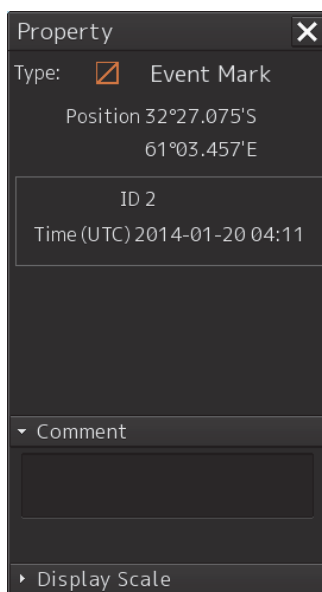 Property
Type: Event Mark
Position 32°27.075'S
61°03.457'E
ID 2
Time (UTC) 2014-01-20 04:11
Comment
Display Scale